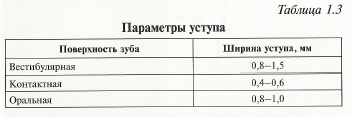 Таблица 1.3
Параметры уступа
Поверхность зуба Ширина уступа, мм
Вестибулярная 0,8–1,5
Контактная 0,4–0,6
Оральная 0,8–1,0